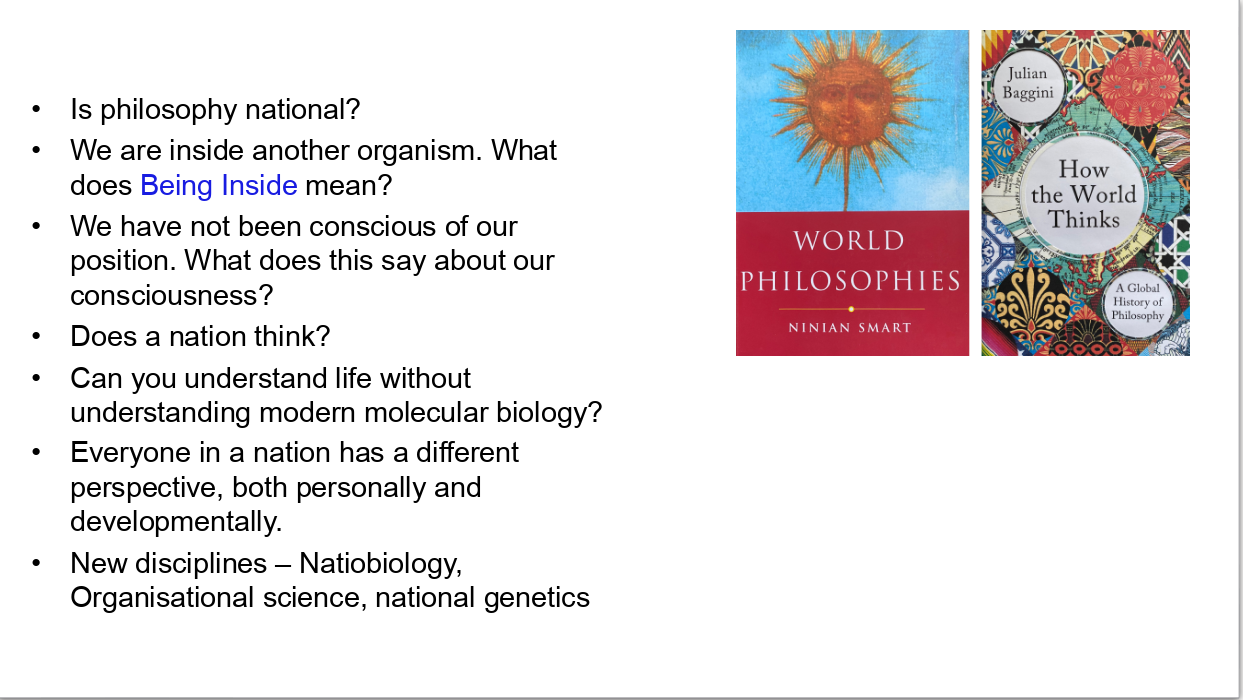 • Is philosophy national?
• We are inside another organism. What
does Being Inside mean?
• We have not been conscious of our
position. What does this say about our
consciousness?
• Does a nation think?
• Can you understand life without
understanding modern molecular biology?
• Everyone in a nation has a different
perspective, both personally and
developmentally.
• New disciplines – Natiobiology,
Organisational science, national genetics
WORLD
PHILOSOPHIES
NINIAN SMART
Julian
Baggini
How
the World
Thinks
A Global
History of
Philosophy